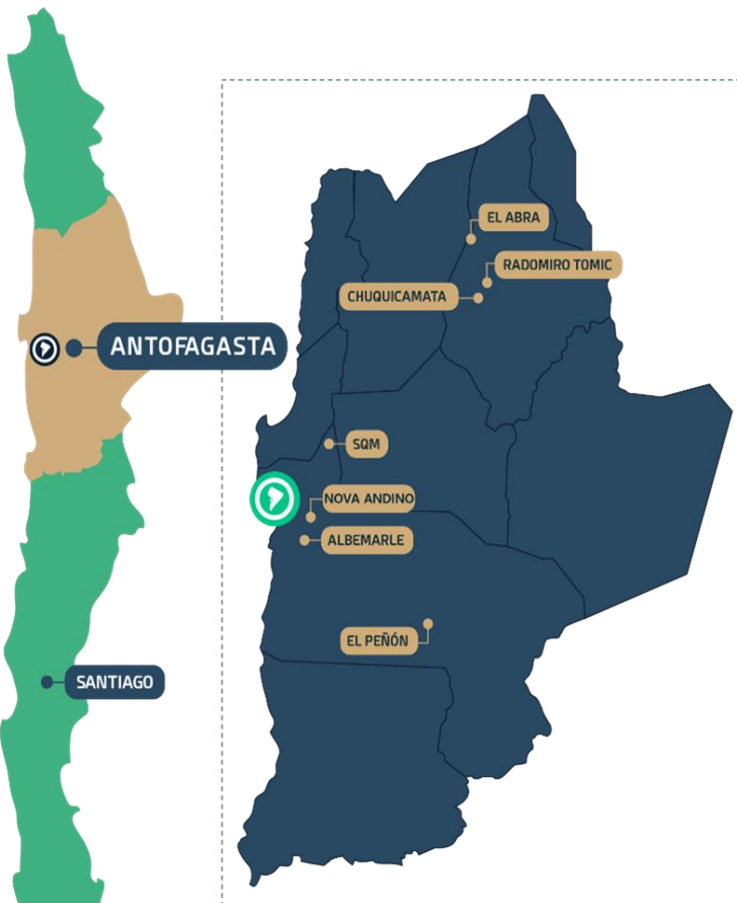 ANTOFAGASTA
SANTIAGO
EL ABRA
RADOMIRO TOMIC
CHUQUICAMATA
SQM
NOVA ANDINO
ALBEMARLE
EL PEÑÓN